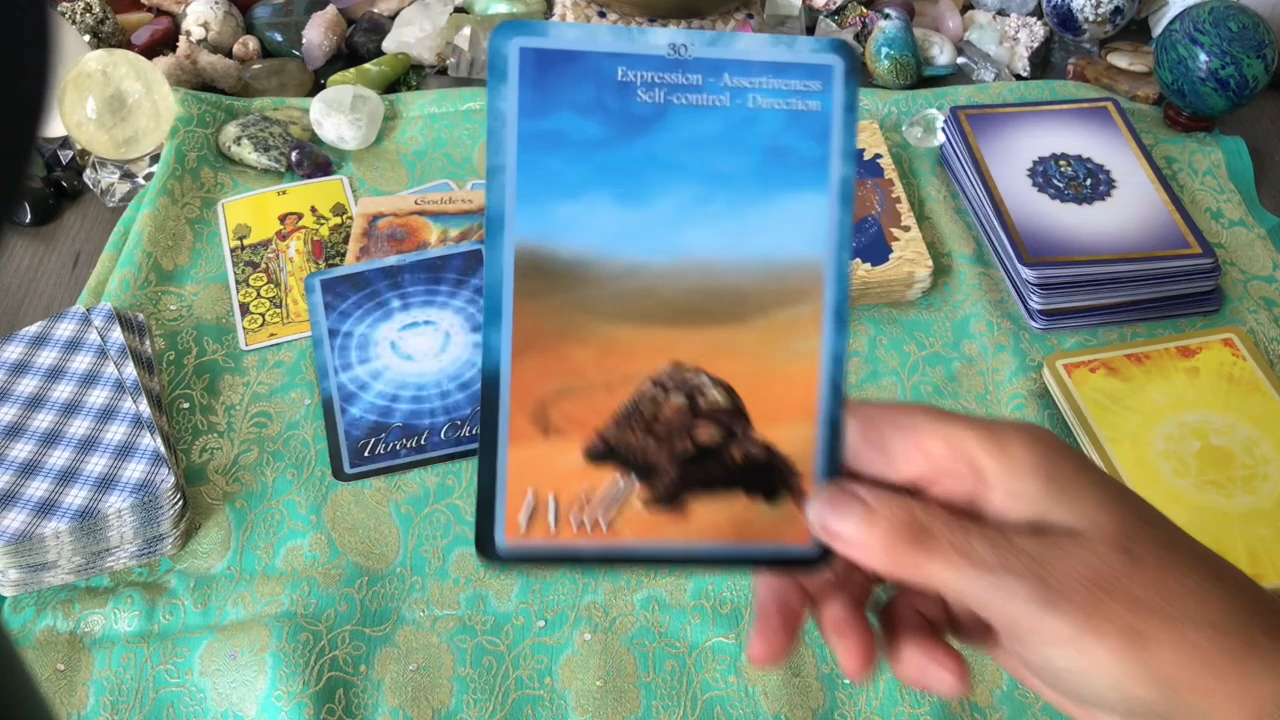 30.
Expression - Assertiveness
Self-control - Direction
IX
Goddess
Throat Cha